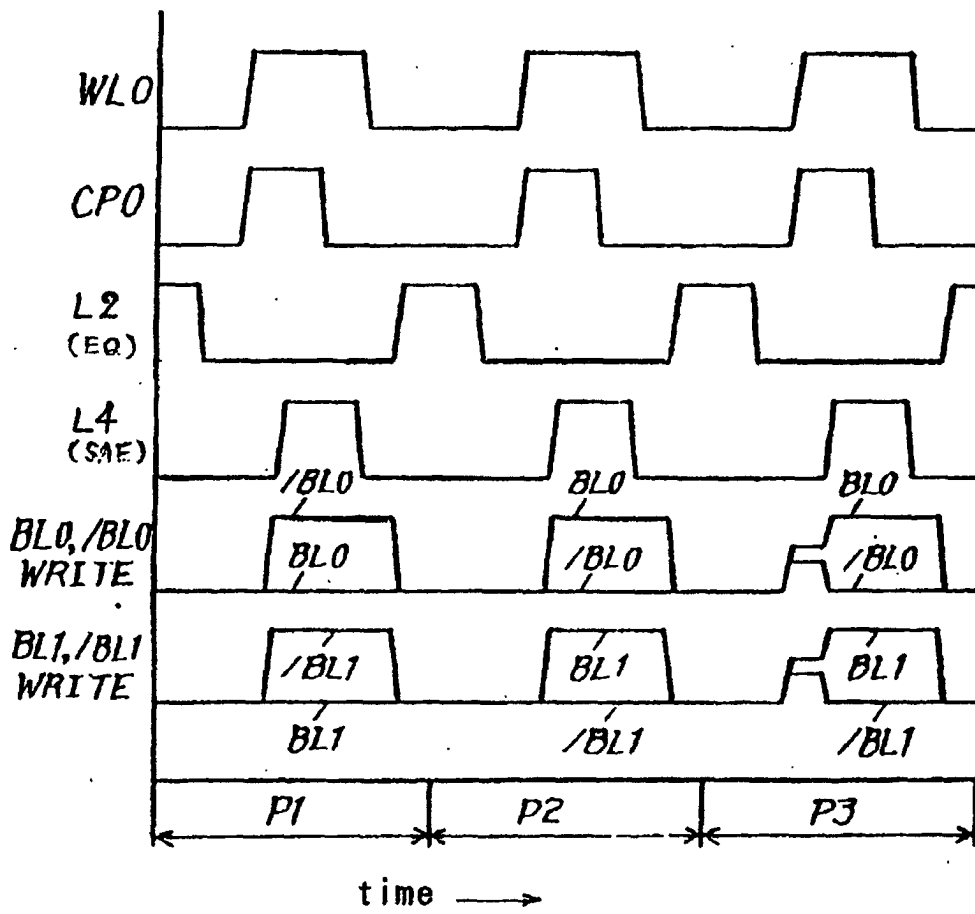 WL0
CP0
L2
(EQ)
L4
(SAE)
/BL0
BL0
BL0
BL0, /BL0
WRITE
BL0
/BL0
/BL0
BL1, /BL1
WRITE
/BL1
BL1
BL1
BL1
/BL1
/BL1
P1
P2
P3
time